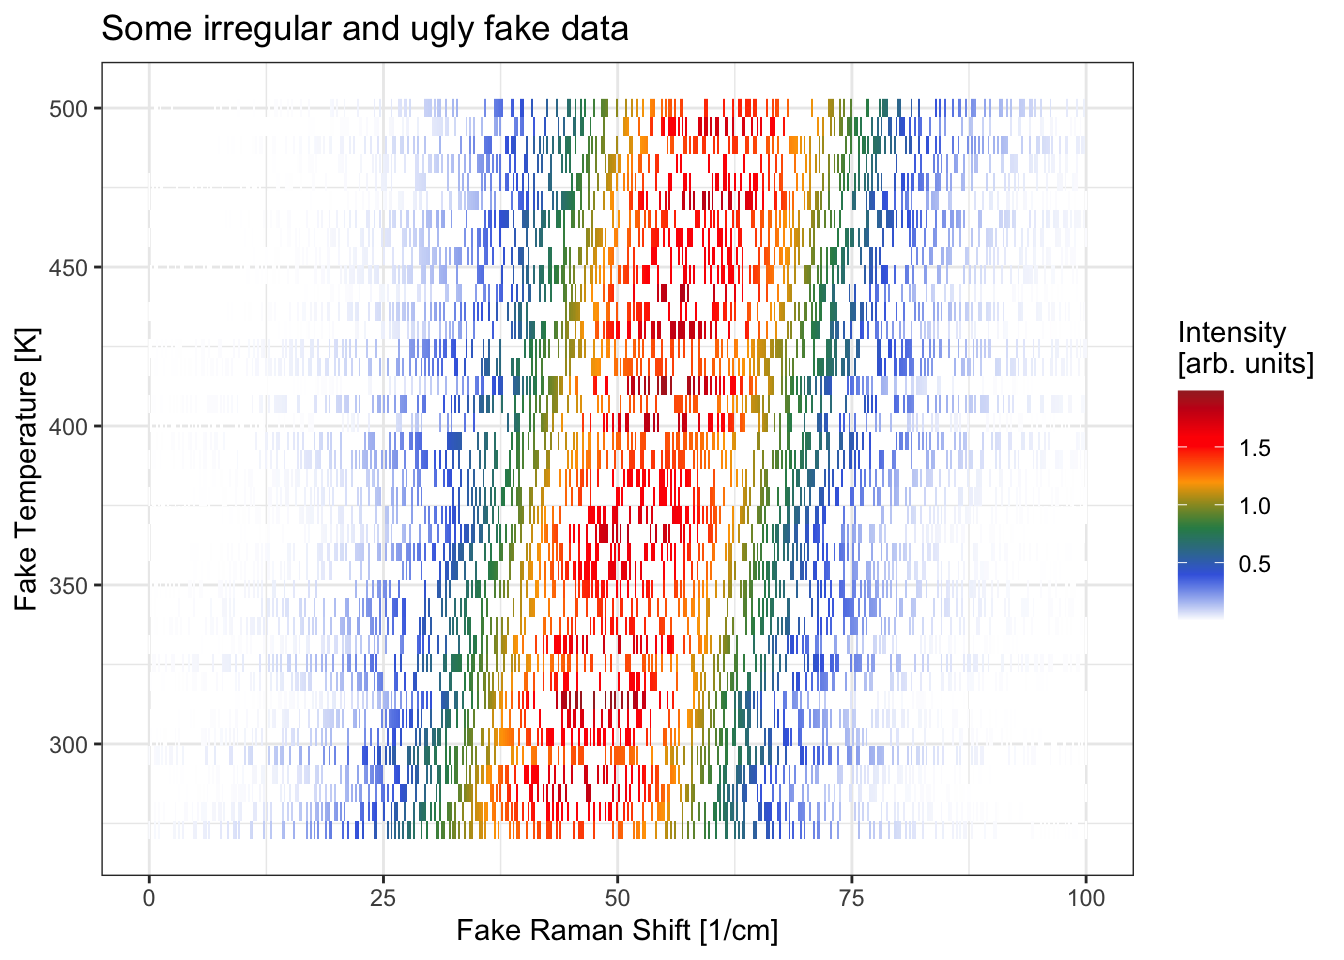 Some irregular and ugly fake data
500
450
400
350
300
Fake Temperature [K]
0
25
50
75
100
Fake Raman Shift [1/cm]
Intensity
[arb. units]
1.5
1.0
0.5